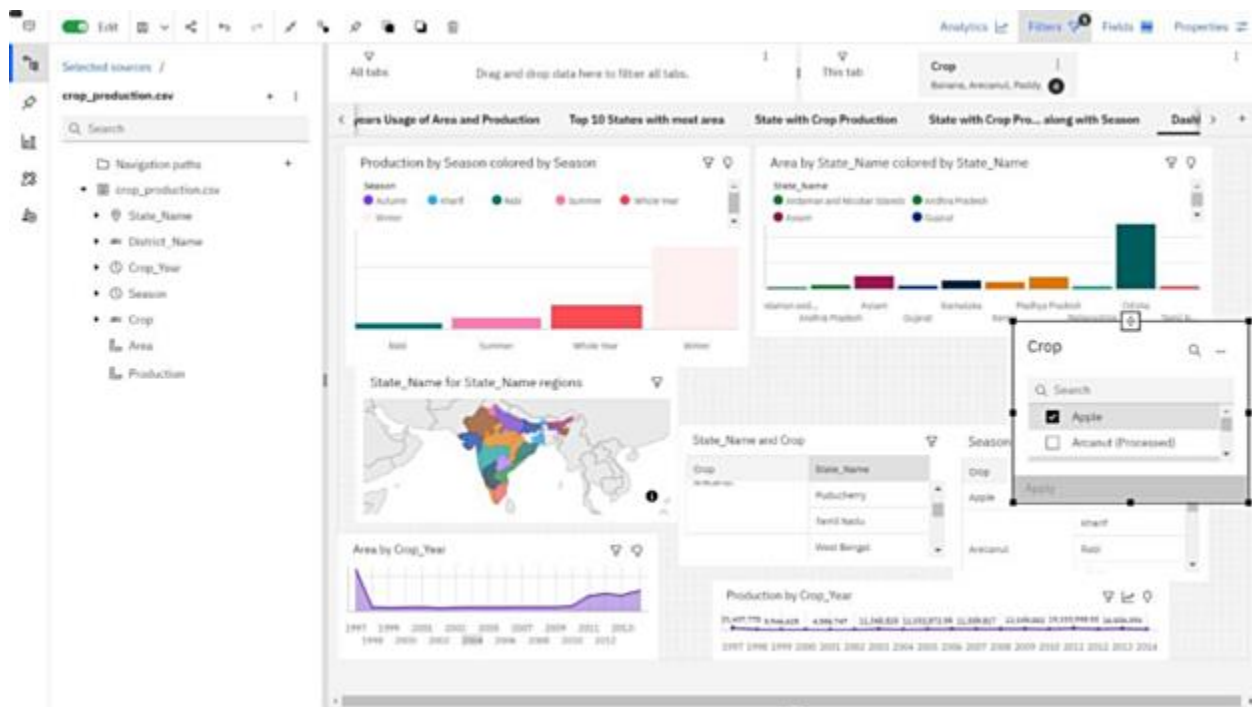 Edit
Analytics
Filters
Fields
Properties
Selected sources /
crop_production.csv
Search
Navigation paths
crop_production.csv
State_Name
District_Name
Crop_Year
Season
Crop
Area
Production
All tabs
Drag and drop data here to filter all tabs.
This tab
Crop
Banana, Arecanut, Paddy,
4
years Usage of Area and Production
Top 10 States with most area
State with Crop Production
State with Crop Pro... along with Season
Dash
Production by Season colored by Season
Season
Autumn Kharif Rabi Summer Whole Year
Winter
Rabi Summer Whole Year Winter
Area by State_Name colored by State_Name
State_Name
Andaman and Nicobar Islands Andhra Pradesh
Assam Gujarat
Assam Karnataka Madhya Pradesh Odisha
Andhra Pradesh Gujarat Maharashtra
Crop
Search
Apple
Arcanut (Processed)
Apply
State_Name for State_Name regions
State_Name and Crop
Crop State_Name
Puducherry
Tamil Nadu
West Bengal
Season
Crop
Apple
Kharif
Arecanut Rabi
Area by Crop_Year
1997 1999 2001 2007 2009 2011
1998 2000 2002 2004 2006 2008 2010 2012
Production by Crop_Year
1997 1998 1999 2000 2001 2002 2003 2004 2005 2006 2007 2008 2009 2010 2011 2012 2013 2014